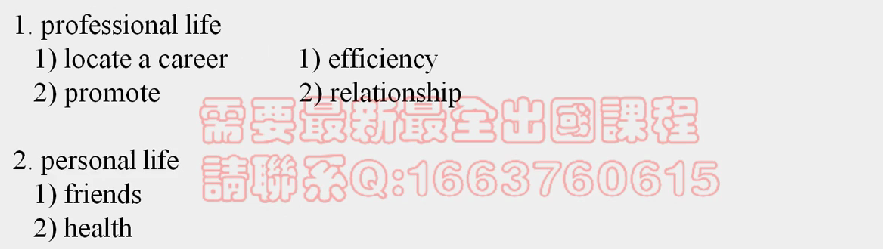 1. professional life
1) locate a career 1) efficiency
2) promote 2) relationship
需要最新最全出國課程
2. personal life
請聯系Q:1663760615
1) friends
2) health